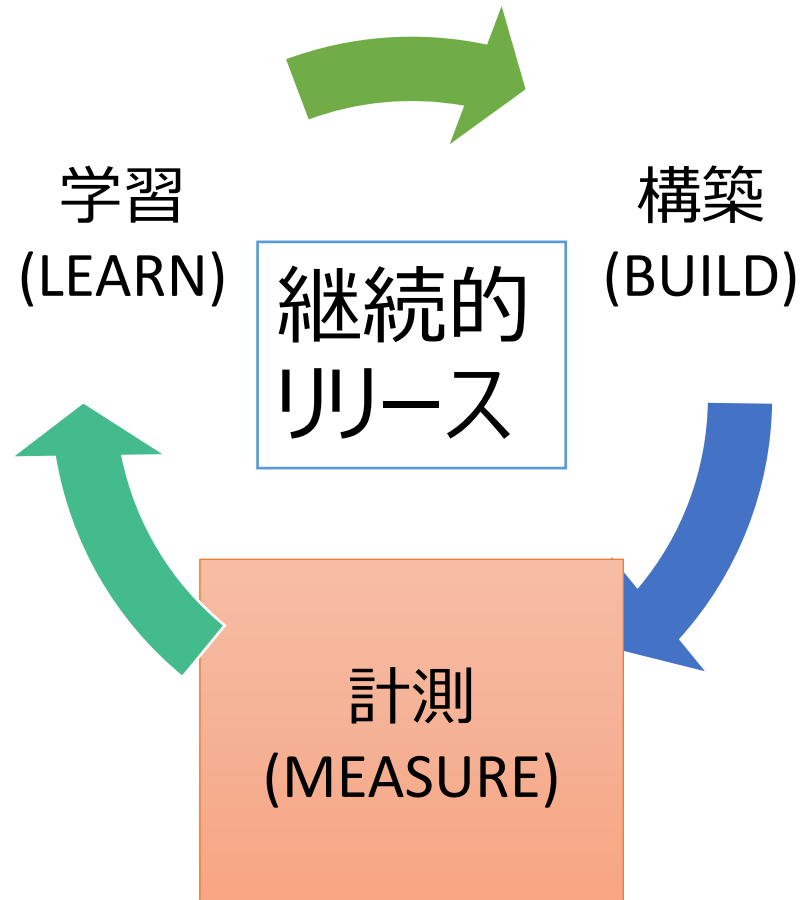 学習
(LEARN)
構築
(BUILD)
継続的
リリース
計測
(MEASURE)